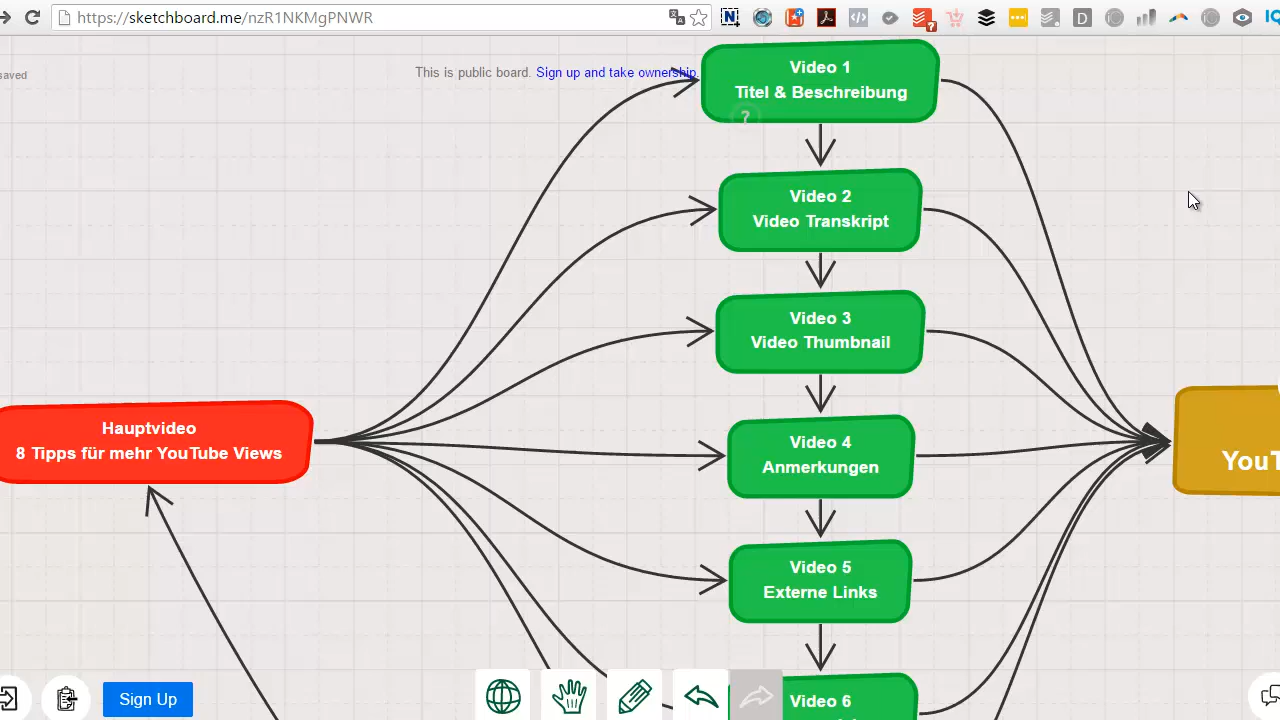 https://sketchboard.me/nzR1NKMgPNWR
saved
This is public board. Sign up and take ownership.
Video 1
Titel & Beschreibung
?
Video 2
Video Transkript
Video 3
Video Thumbnail
Hauptvideo
8 Tipps für mehr YouTube Views
Video 4
Anmerkungen
YouT
Video 5
Externe Links
Sign Up
Video 6